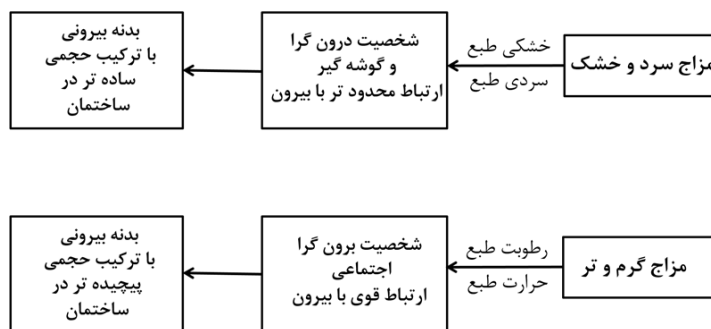 مزاج سرد و خشک
خشکی طبع
سردی طبع
شخصیت درون گرا
و گوشه گیر
ارتباط محدود تر با بیرون
بدنه بیرونی
با ترکیب حجمی
ساده تر در
ساختمان
مزاج گرم و تر
رطوبت طبع
حرارت طبع
شخصیت برون گرا
اجتماعی
ارتباط قوی با بیرون
بدنه بیرونی
با ترکیب حجمی
پیچیده تر در
ساختمان